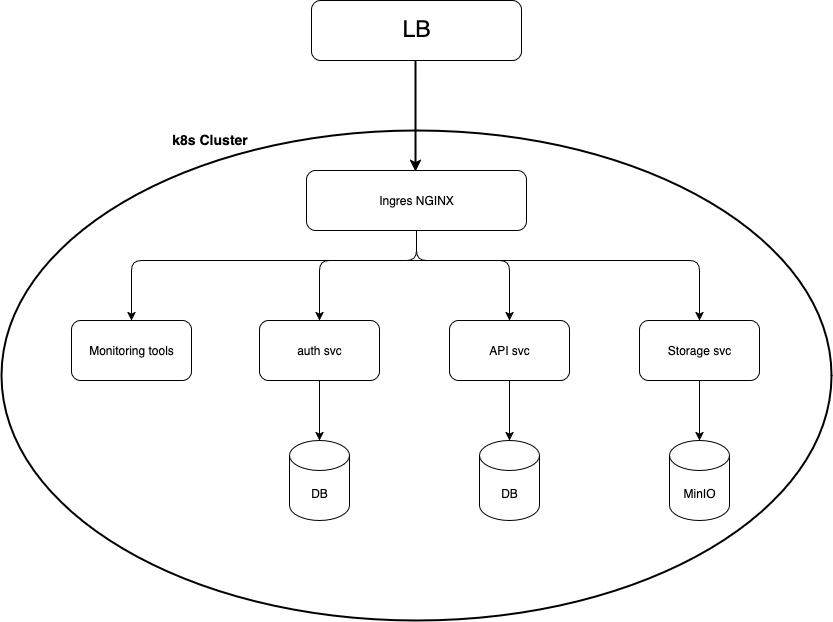 LB
k8s Cluster
Ingres NGINX
Monitoring tools
auth svc
API svc
Storage svc
DB
DB
MinIO